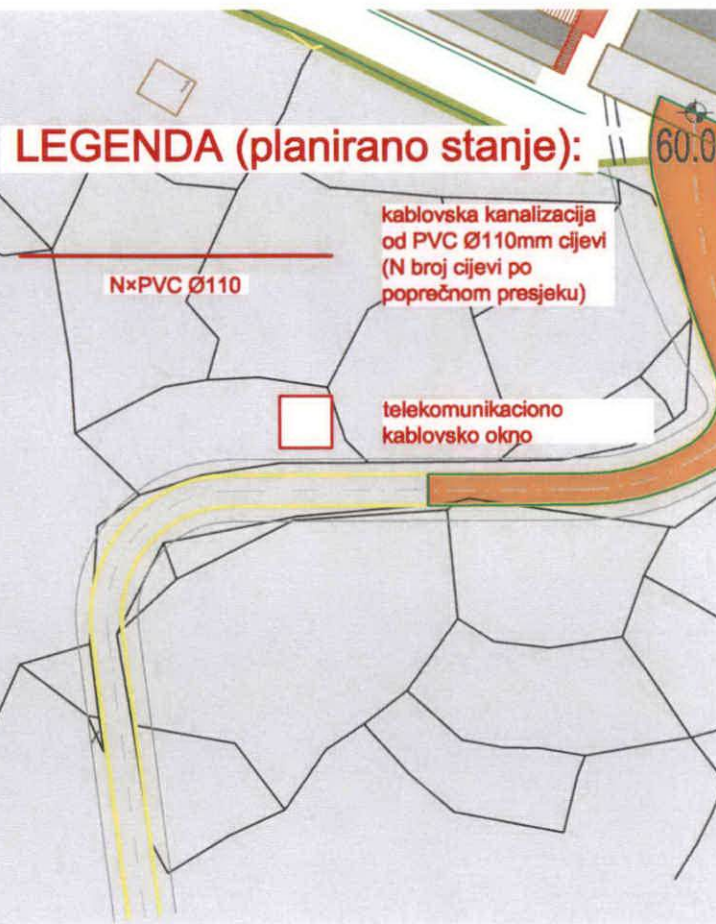 LEGENDA (planirano stanje):
60.0
kablovska kanalizacija
od PVC Ø110mm cijevi
(N broj cijevi po
poprečnom presjeku)
N×PVC Ø110
telekomunikaciono
kablovsko okno